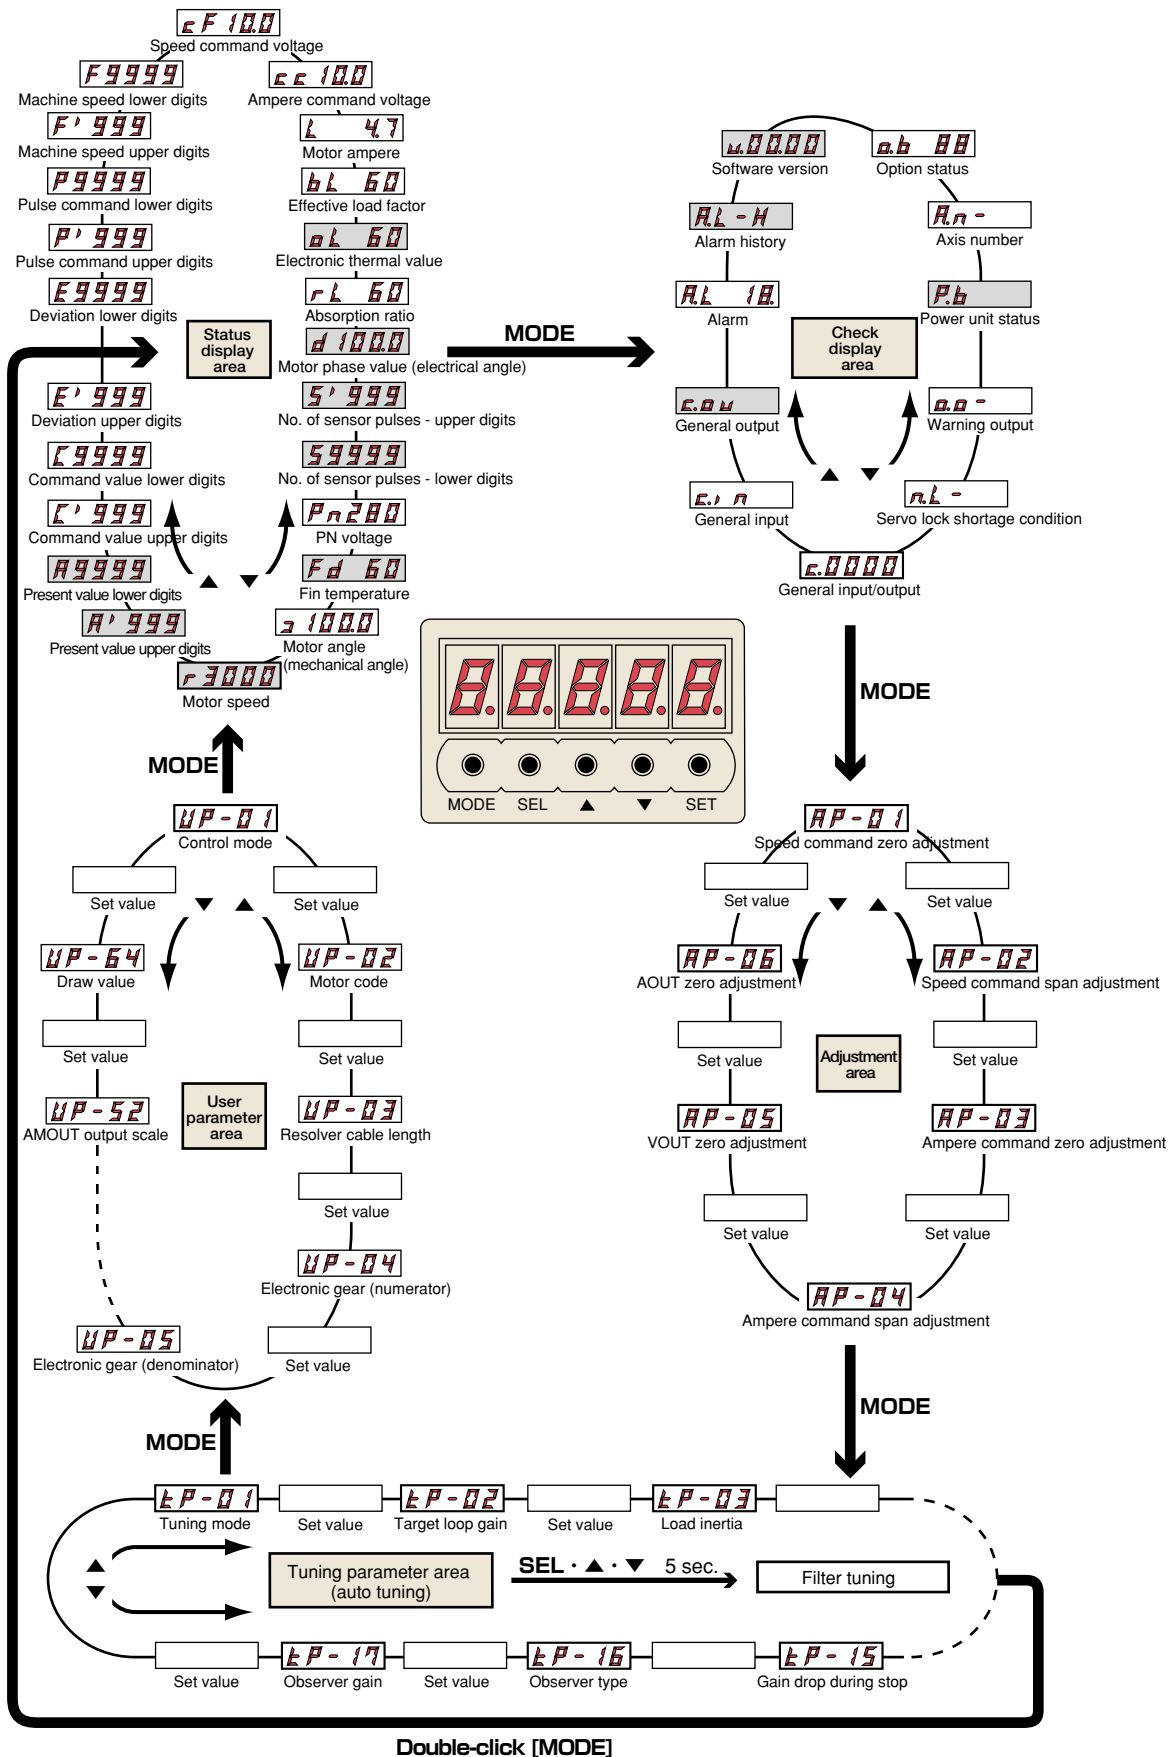 cF 10.0
Speed command voltage
F9999
Machine speed lower digits
F' 999
Machine speed upper digits
P9999
Pulse command lower digits
P' 999
Pulse command upper digits
E9999
Deviation lower digits
E' 999
Deviation upper digits
C9999
Command value lower digits
C' 999
Command value upper digits
A9999
Present value lower digits
A' 999
Present value upper digits
r3000
Motor speed
cc 10.0
Ampere command voltage
4.7
Motor ampere
bL 60
Effective load factor
oL 60
Electronic thermal value
rL 60
Absorption ratio
d 100.0
Motor phase value (electrical angle)
S' 999
No. of sensor pulses - upper digits
S9999
No. of sensor pulses - lower digits
Pn280
PN voltage
Fd 60
Fin temperature
100.0
Motor angle
(mechanical angle)
Status
display
area
MODE
u.00.00
Software version
o.b 88
Option status
A.L - H
Alarm history
A.n -
Axis number
A.L 18.
Alarm
P.b
Power unit status
Check
display
area
c.o u
General output
o.o -
Warning output
▲ ▼
c.i n
General input
n.L -
Servo lock shortage condition
c.0000
General input/output
▲ ▼
8.8.8.8.8.
MODE SEL ▲ ▼ SET
MODE
MODE
UP-01
Control mode
Set value
Set value
▼ ▲
UP-64
Draw value
UP-02
Motor code
Set value
Set value
User
parameter
area
UP-52
AMOUT output scale
UP-03
Resolver cable length
Set value
UP-04
Electronic gear (numerator)
UP-05
Electronic gear (denominator)
Set value
AP-01
Speed command zero adjustment
Set value
Set value
▼ ▲
AP-06
AOUT zero adjustment
AP-02
Speed command span adjustment
Set value
Set value
Adjustment
area
AP-05
VOUT zero adjustment
AP-03
Ampere command zero adjustment
Set value
Set value
AP-04
Ampere command span adjustment
MODE
MODE
tP-01
Tuning mode
Set value
tP-02
Target loop gain
Set value
tP-03
Load inertia
▲
▼
Tuning parameter area
(auto tuning)
SEL · ▲ · ▼ 5 sec.
Filter tuning
Set value
tP-17
Observer gain
Set value
tP-16
Observer type
tP-15
Gain drop during stop
Double-click [MODE]